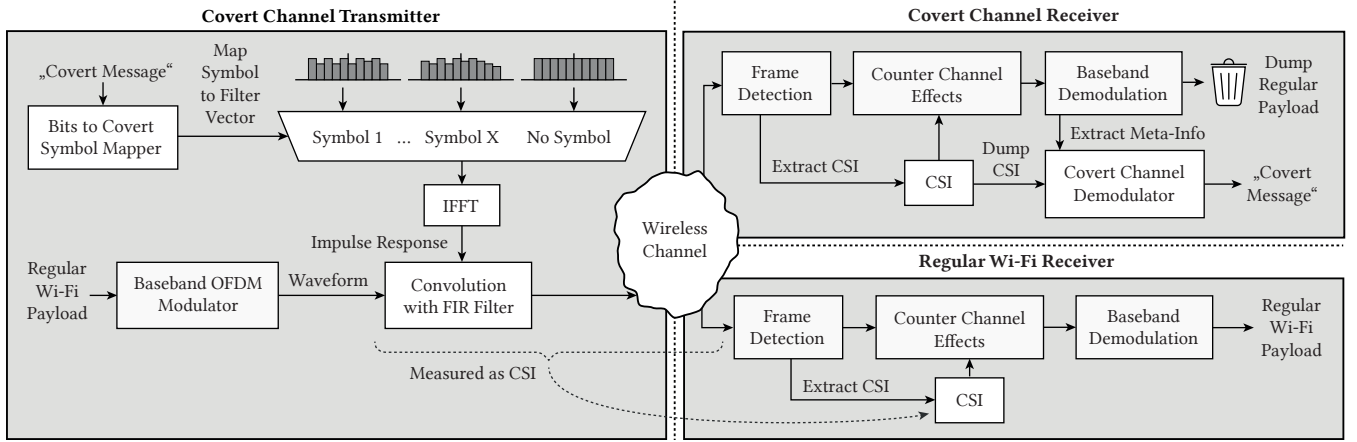 Covert Channel Transmitter
„Covert Message“
Map
Symbol
to Filter
Vector
Bits to Covert
Symbol Mapper
Symbol 1 ... Symbol X No Symbol
IFFT
Impulse Response
Regular
Wi-Fi
Payload
Baseband OFDM
Modulator
Waveform
Convolution
with FIR Filter
Measured as CSI
Wireless
Channel
Covert Channel Receiver
Frame
Detection
Counter Channel
Effects
Baseband
Demodulation
Dump
Regular
Payload
Extract CSI
CSI
Dump
CSI
Extract Meta-Info
Covert Channel
Demodulator
„Covert
Message“
Regular Wi-Fi Receiver
Frame
Detection
Counter Channel
Effects
Baseband
Demodulation
Regular
Wi-Fi
Payload
Extract CSI
CSI